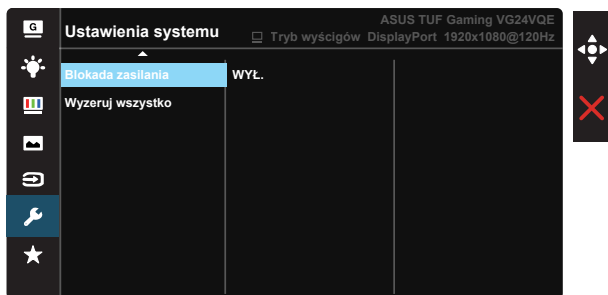 G
Ustawienia systemu
ASUS TUF Gaming VG24VQE
Tryb wyścigów DisplayPort 1920x1080@120Hz
Blokada zasilania WYŁ.
Wyzeruj wszystko